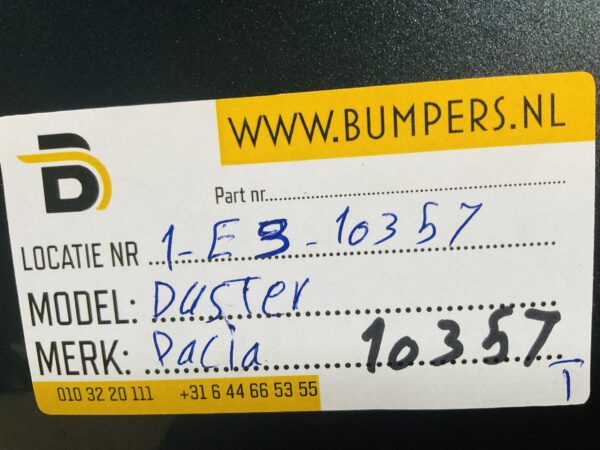 WWW.BUMPERS.NL
Part nr.
LOCATIE NR 1-E3-10357
MODEL: Duster
MERK: Dacia 10357
010 32 20 111 +31 6 44 66 53 55